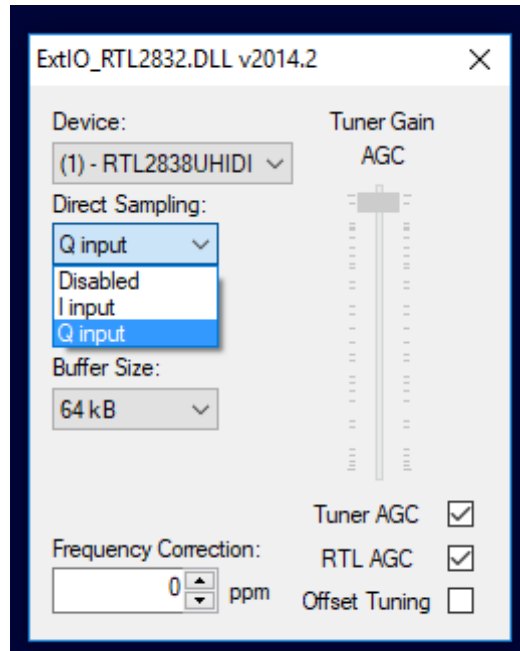 ExtIO_RTL2832.DLL v2014.2
Device:
(1) - RTL2838UHIDI
Direct Sampling:
Q input
Disabled
I input
Q input
Buffer Size:
64 kB
Tuner Gain
AGC
Tuner AGC
RTL AGC
Offset Tuning
Frequency Correction:
0 ppm